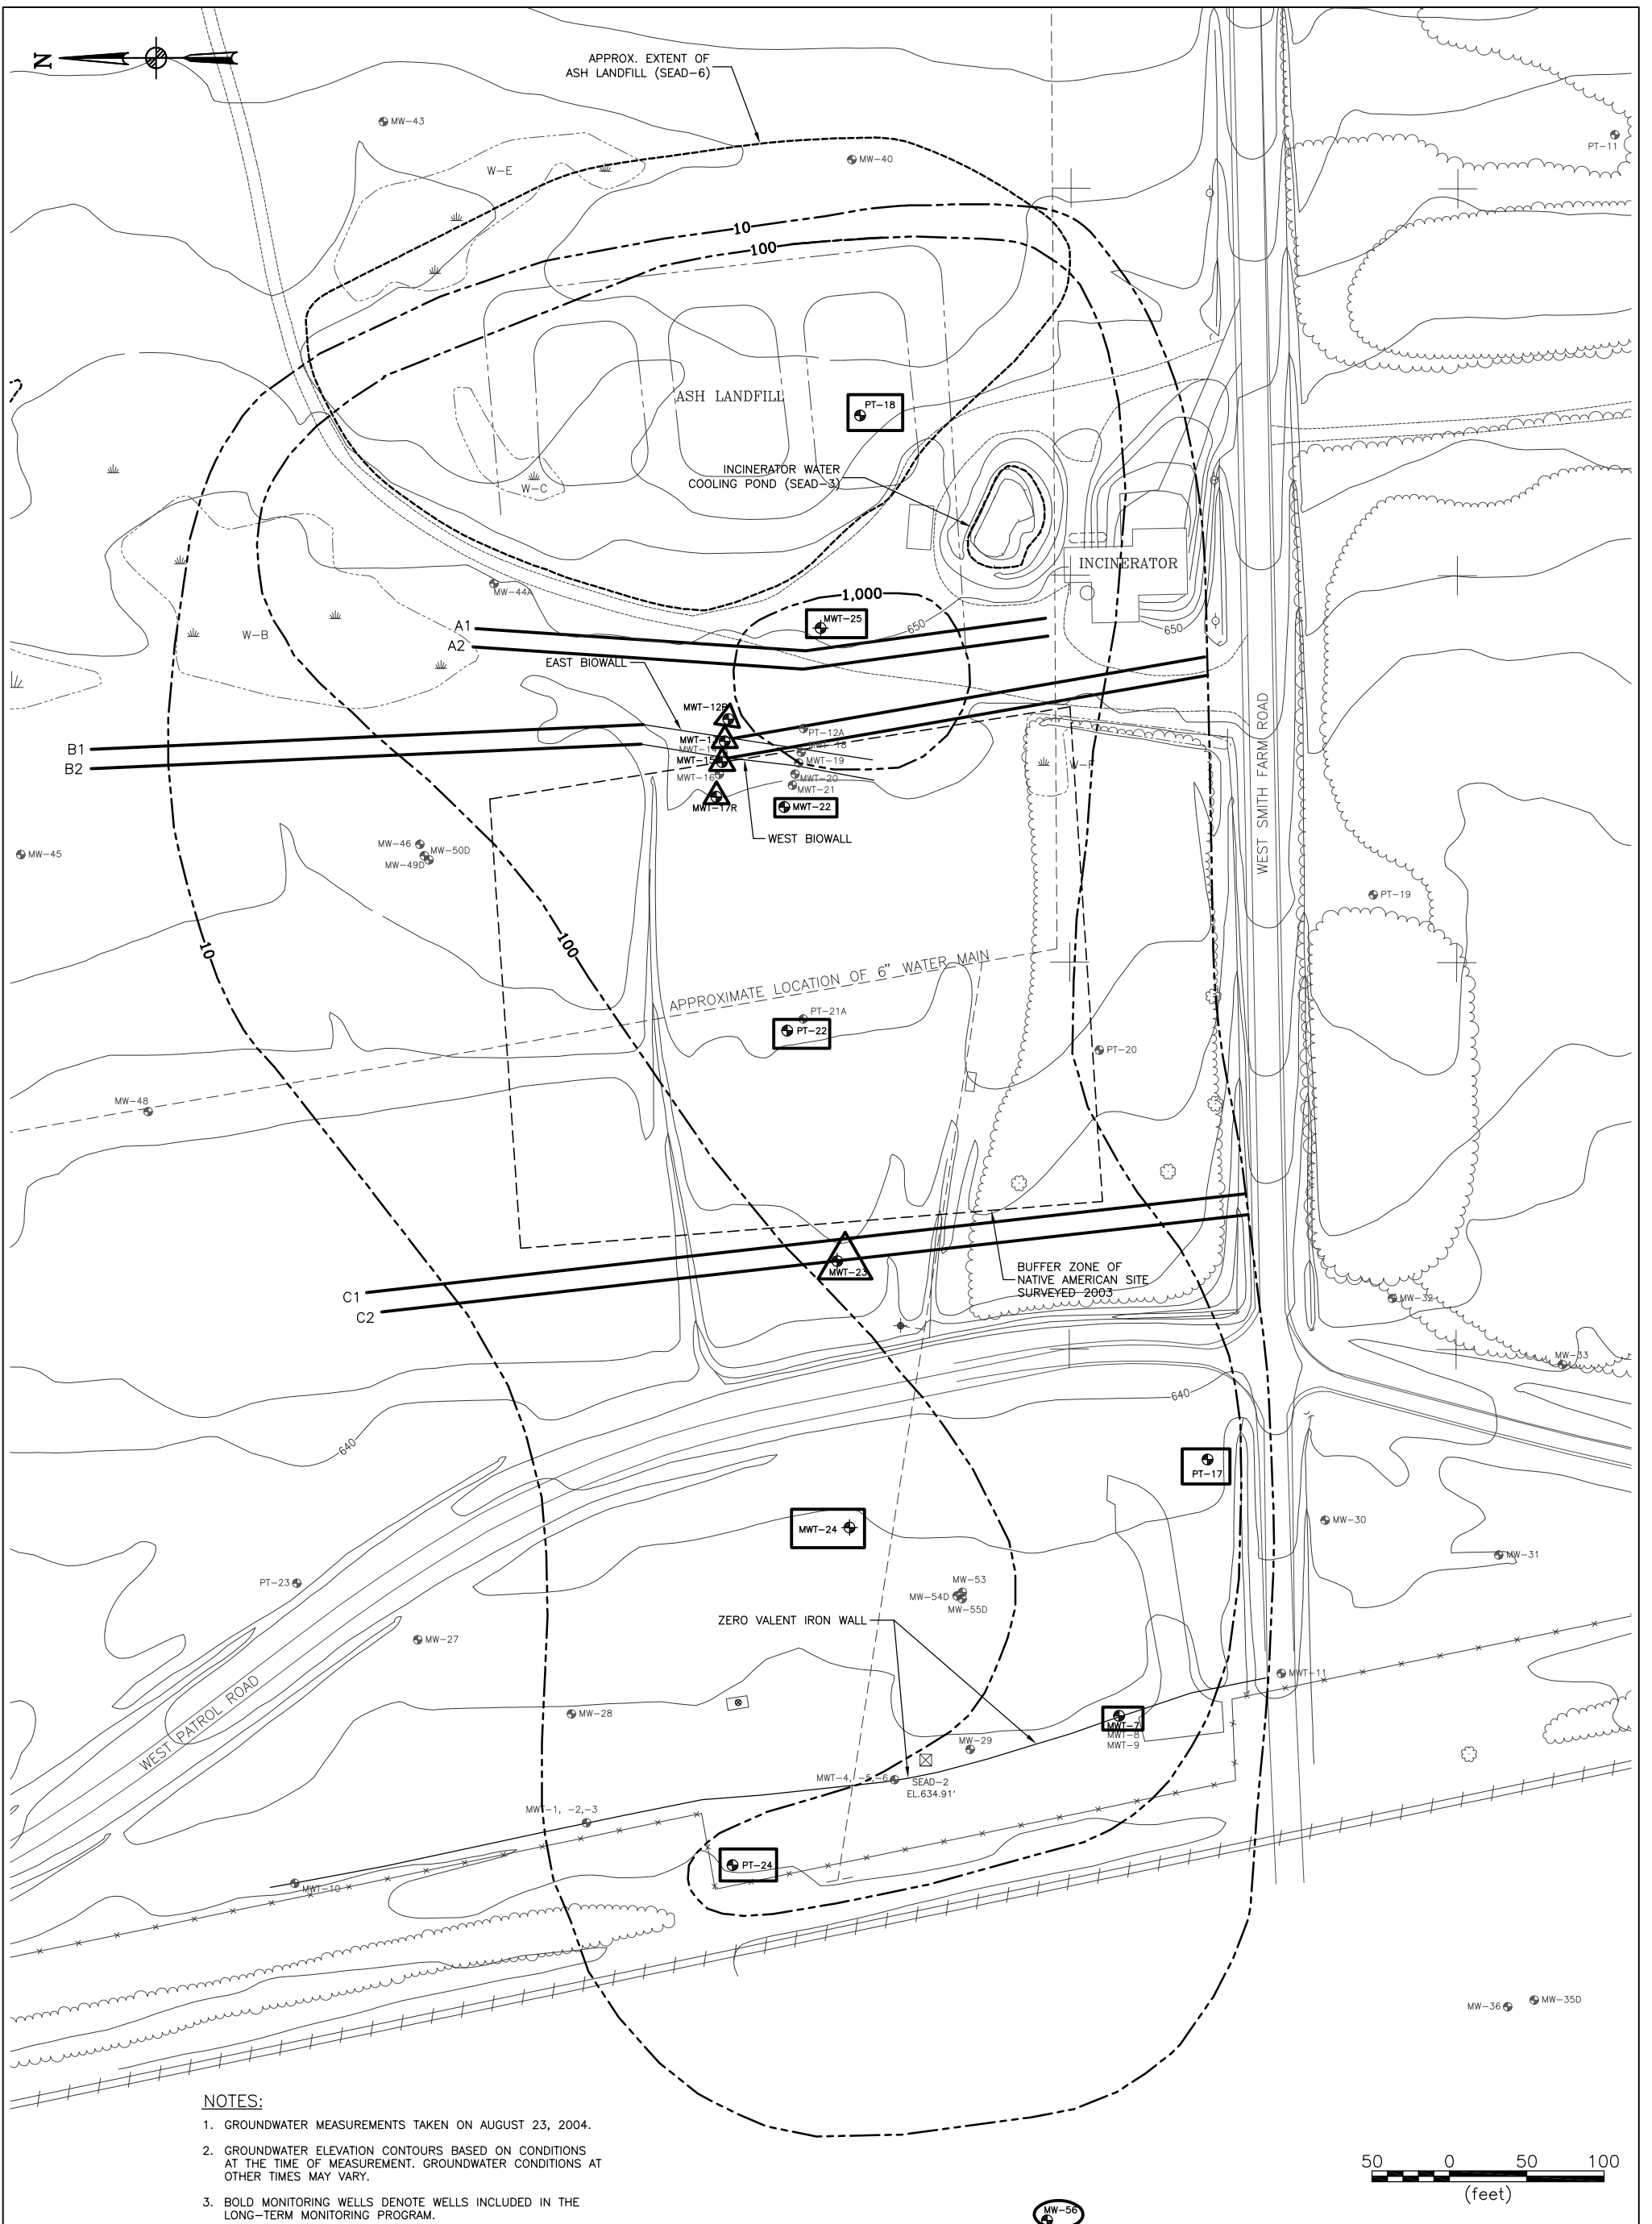 N
APPROX. EXTENT OF
ASH LANDFILL (SEAD-6)
MW-43
MW-40
PT-11
W-E
10
100
PT-18
ASH LANDFILL
INCINERATOR WATER
COOLING POND (SEAD-3)
W-C
INCINERATOR
MW-44A
1,000
MWT-25
650
650
A1
A2
W-B
EAST BIOWALL
MWT-12R
PT-12A
B1
B2
MWT-18
MWT-15
MWT-19
MWT-16
MWT-20
MWT-21
MWT-17R
MWT-22
WEST BIOWALL
WEST SMITH FARM ROAD
MW-46
MW-50D
MW-49D
MW-45
PT-19
10
100
APPROXIMATE LOCATION OF 6" WATER MAIN
PT-21A
PT-22
PT-20
MW-48
BUFFER ZONE OF
NATIVE AMERICAN SITE
SURVEYED 2003
MWT-23
C1
C2
MW-32
MW-33
640
640
PT-17
MWT-24
MW-30
MW-31
PT-23
MW-53
MW-54D
MW-55D
ZERO VALENT IRON WALL
MW-27
MWT-11
WEST PATROL ROAD
MW-28
MWT-7
MWT-8
MWT-9
MW-29
MWT-4, -5,-6
SEAD-2
EL.634.91'
MWT-1, -2,-3
PT-24
MWT-10
MW-36
MW-35D
NOTES:
1. GROUNDWATER MEASUREMENTS TAKEN ON AUGUST 23, 2004.
2. GROUNDWATER ELEVATION CONTOURS BASED ON CONDITIONS
AT THE TIME OF MEASUREMENT. GROUNDWATER CONDITIONS AT
OTHER TIMES MAY VARY.
3. BOLD MONITORING WELLS DENOTE WELLS INCLUDED IN THE
LONG-TERM MONITORING PROGRAM.
50 0 50 100
(feet)
MW-56